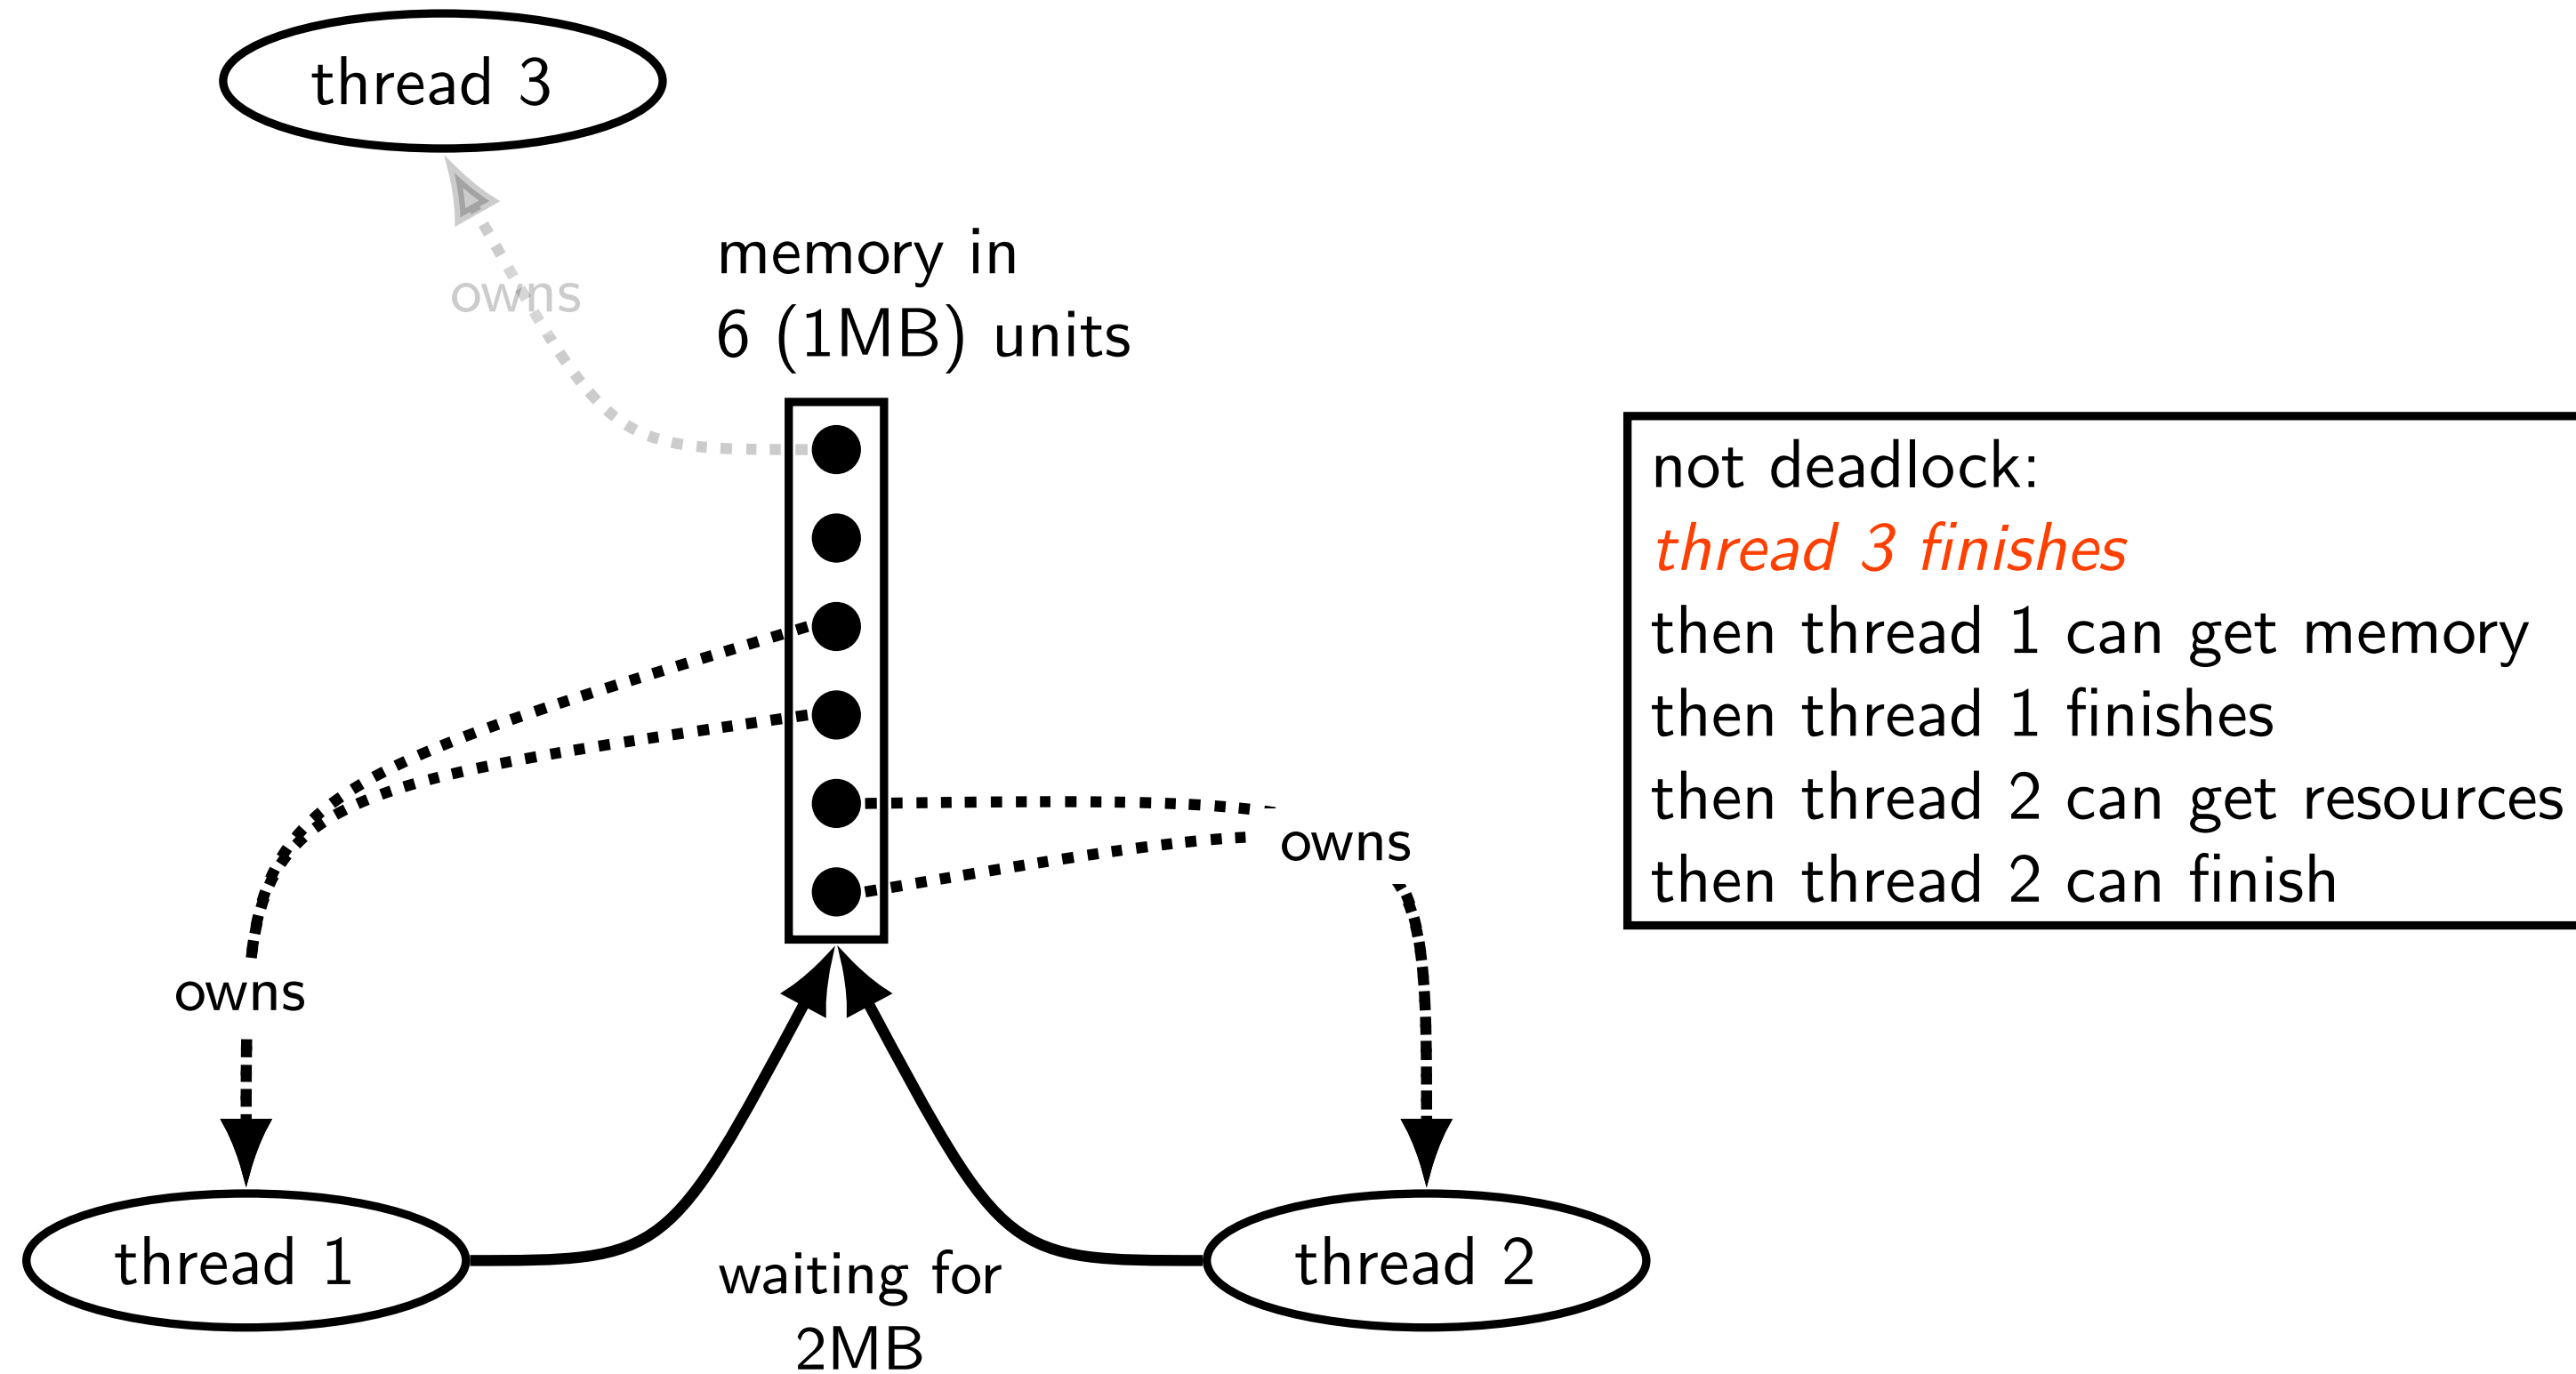 thread 3
owns
memory in
6 (1MB) units
not deadlock:
thread 3 finishes
then thread 1 can get memory
then thread 1 finishes
then thread 2 can get resources
then thread 2 can finish
owns
owns
thread 1
waiting for
2MB
thread 2